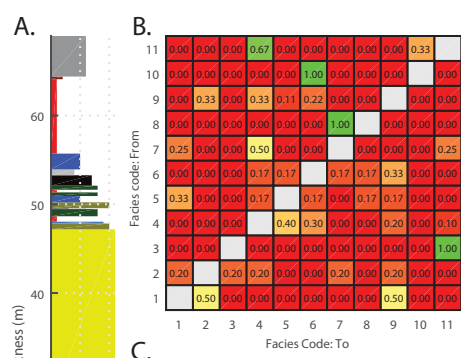 A.
60
50
40
ckness (m)
B.
Facies code: From
11 0.00 0.00 0.00 0.67 0.00 0.00 0.00 0.00 0.00 0.33
10 0.00 0.00 0.00 0.00 0.00 1.00 0.00 0.00 0.00 0.00
9 0.00 0.33 0.00 0.33 0.11 0.22 0.00 0.00 0.00 0.00
8 0.00 0.00 0.00 0.00 0.00 0.00 1.00 0.00 0.00 0.00
7 0.25 0.00 0.00 0.50 0.00 0.00 0.00 0.00 0.00 0.25
6 0.00 0.00 0.00 0.17 0.17 0.17 0.17 0.33 0.00 0.00
5 0.33 0.00 0.00 0.17 0.17 0.00 0.17 0.17 0.00 0.00
4 0.00 0.00 0.00 0.40 0.30 0.00 0.00 0.20 0.00 0.10
3 0.00 0.00 0.00 0.00 0.00 0.00 0.00 0.00 0.00 1.00
2 0.20 0.20 0.20 0.00 0.00 0.20 0.00 0.20 0.00 0.00
1 0.50 0.00 0.00 0.00 0.00 0.00 0.00 0.50 0.00 0.00
1 2 3 4 5 6 7 8 9 10 11
Facies Code: To
C.